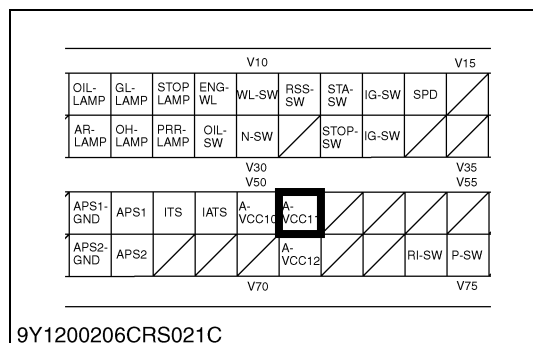 V10 V15
OIL- GL- STOP ENG- WL-SW RSS- STA- IG-SW SPD
LAMP LAMP LAMP WL SW SW
AR- OH- PRR- OIL- N-SW STOP- IG-SW
LAMP LAMP LAMP SW SW
V30 V35
V50 V55
APS1- APS1 ITS IATS A- A-
GND VCC10 VCC11
APS2- APS2 A- RI-SW P-SW
GND VCC12
V70 V75
9Y1200206CRS021C